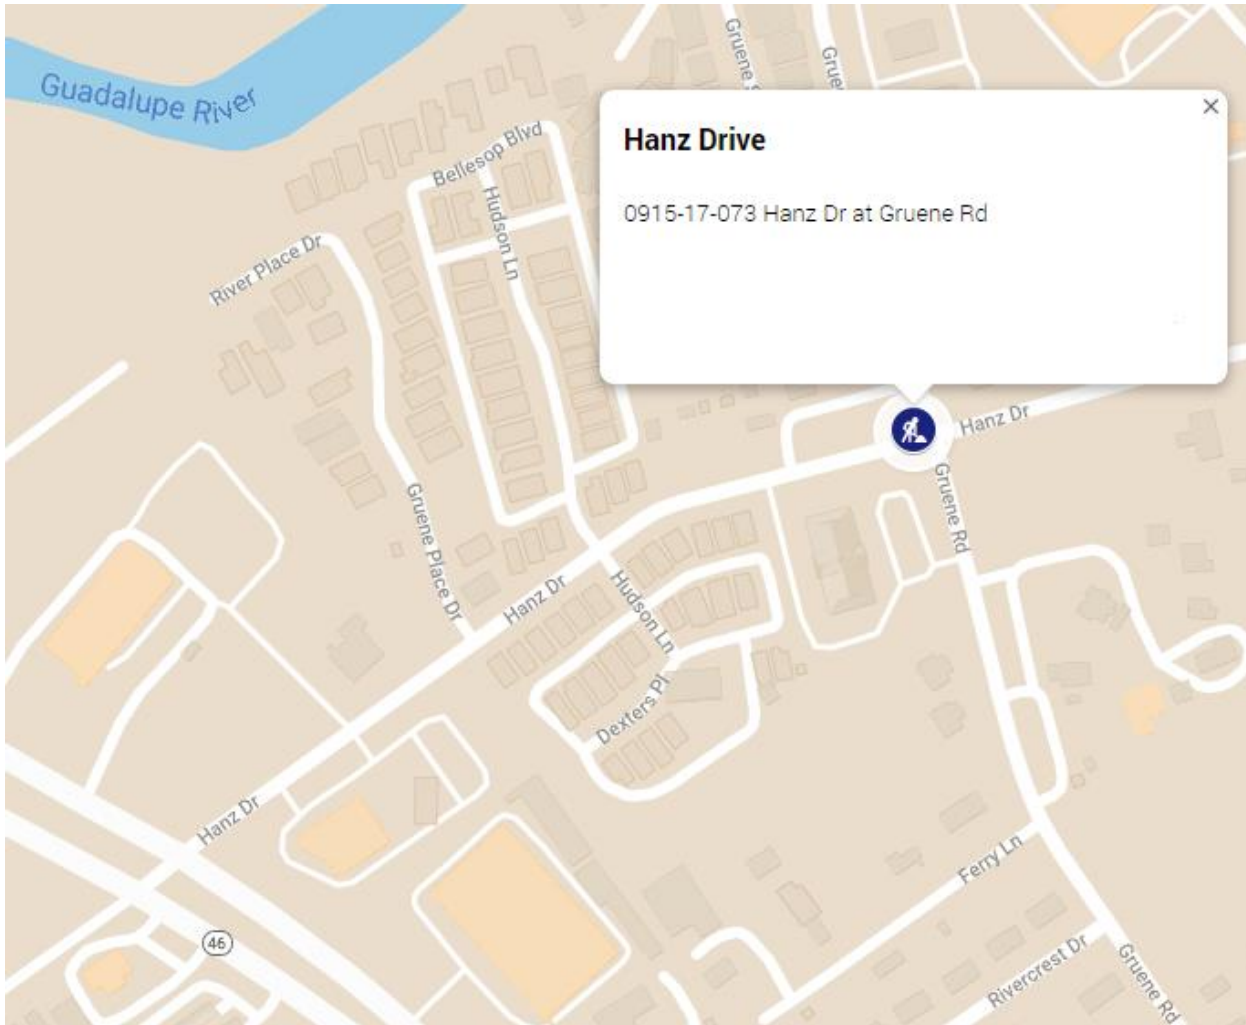 Guadalupe River
Gruene
Grue
Hanz Drive
0915-17-073 Hanz Dr at Gruene Rd
Bellesop Blvd
Hudson Ln
River Place Dr
Hanz Dr
Gruene Rd
Gruene Place Dr
Hanz Dr
Hudson Ln
Dexters Pl
Hanz Dr
Ferry Ln
46
Rivercrest Dr
Gruene Rd